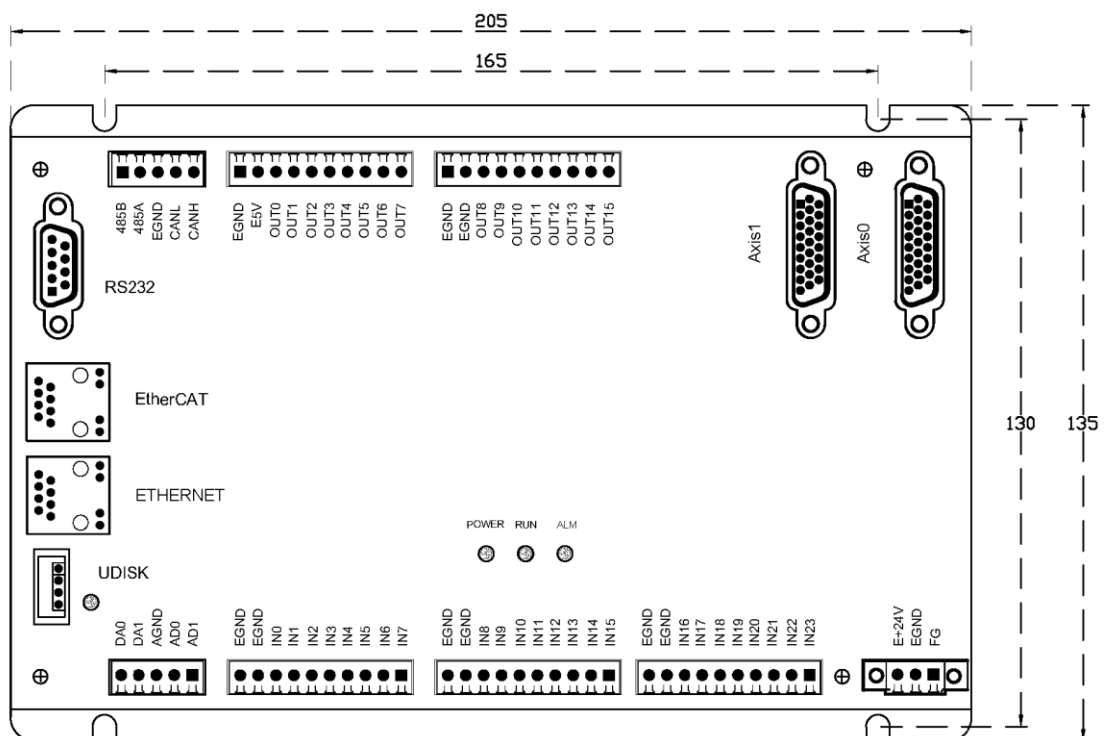 205
165
485B
485A
EGND
CANL
CANH
EGND
E5V
OUT0
OUT1
OUT2
OUT3
OUT4
OUT5
OUT6
OUT7
EGND
EGND
OUT8
OUT9
OUT10
OUT11
OUT12
OUT13
OUT14
OUT15
Axis1
Axis0
RS232
EtherCAT
130
135
ETHERNET
POWER RUN ALM
UDISK
DA0
DA1
AGND
AD0
AD1
EGND
EGND
IN0
IN1
IN2
IN3
IN4
IN5
IN6
IN7
EGND
EGND
IN8
IN9
IN10
IN11
IN12
IN13
IN14
IN15
EGND
EGND
IN16
IN17
IN18
IN19
IN20
IN21
IN22
IN23
E+24V
EGND
FG